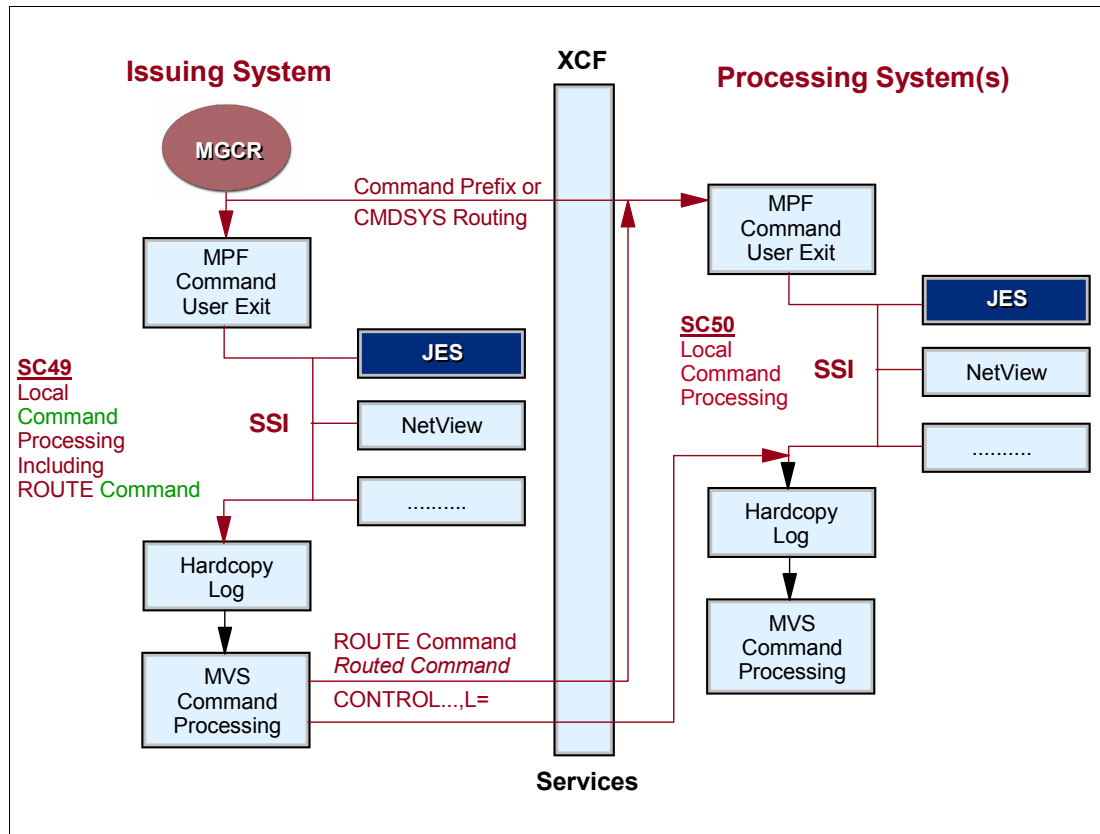 Issuing System
XCF
Processing System(s)
MGCR
Command Prefix or
CMDSYS Routing
MPF
Command
User Exit
MPF
Command
User Exit
JES
JES
SC49
Local
Command
Processing
Including
ROUTE Command
SSI
NetView
SC50
Local
Command
Processing
SSI
NetView
..........
..........
Hardcopy
Log
Hardcopy
Log
MVS
Command
Processing
ROUTE Command
Routed Command
CONTROL...,L=
MVS
Command
Processing
Services